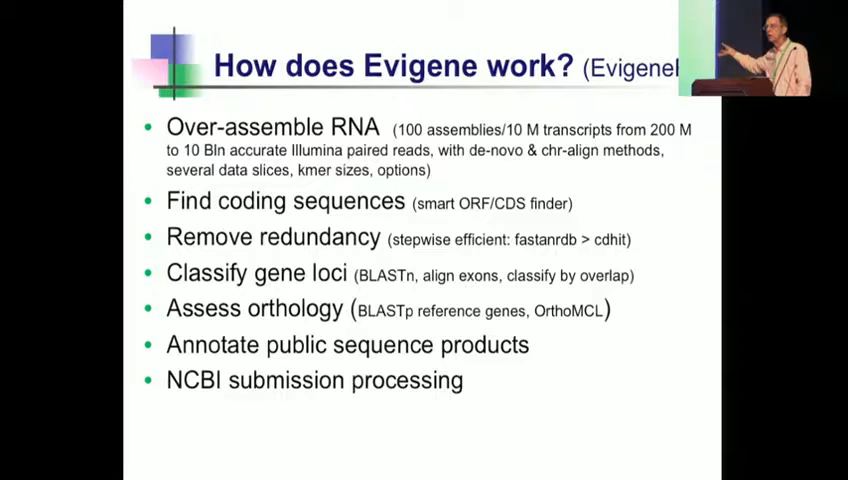 How does Evigene work? (Evigene
• Over-assemble RNA (100 assemblies/10 M transcripts from 200 M
to 10 Bln accurate Illumina paired reads, with de-novo & chr-align methods,
several data slices, kmer sizes, options)
• Find coding sequences (smart ORF/CDS finder)
• Remove redundancy (stepwise efficient: fastanrdb > cdhit)
• Classify gene loci (BLASTn, align exons, classify by overlap)
• Assess orthology (BLASTp reference genes, OrthoMCL)
• Annotate public sequence products
• NCBI submission processing